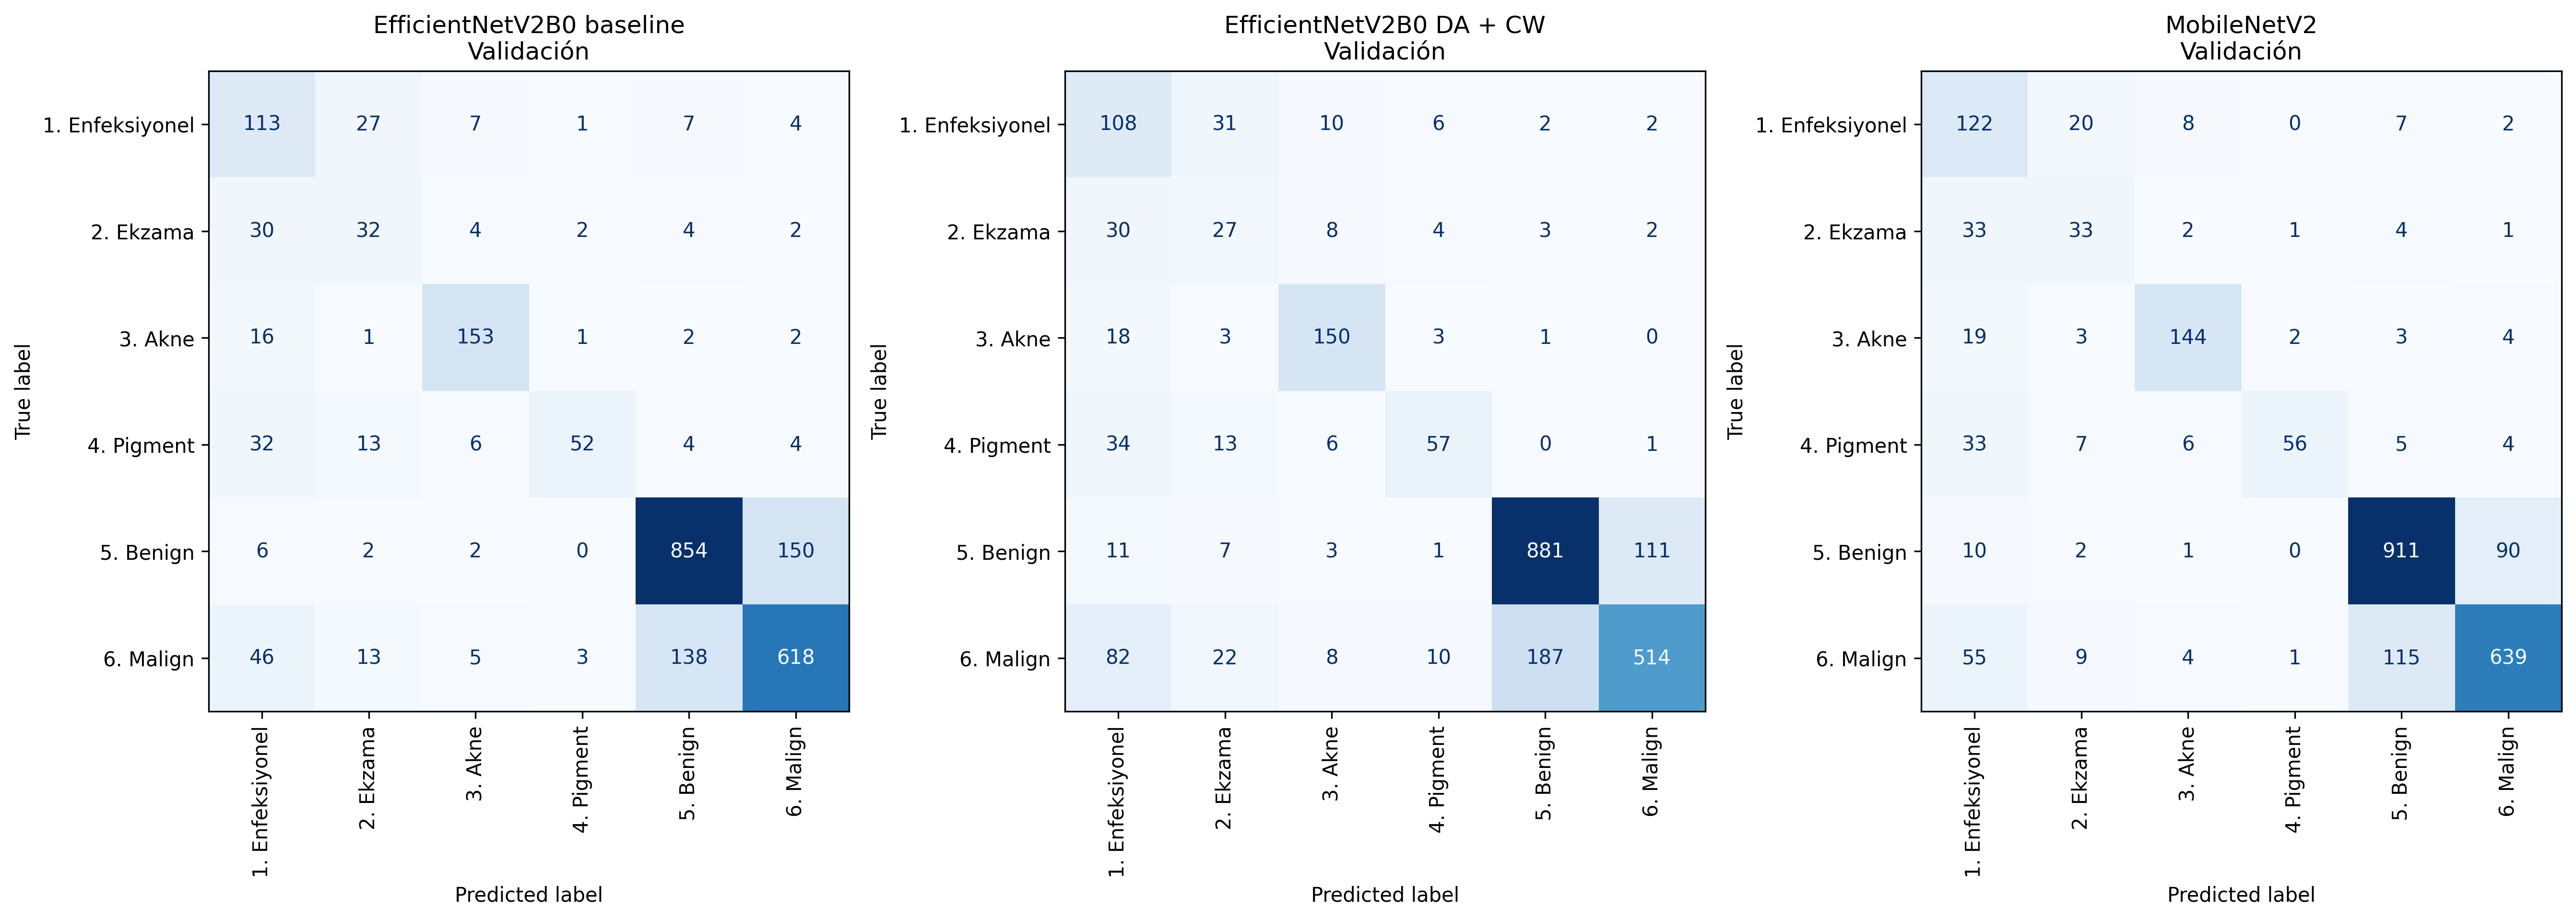 EfficientNetV2B0 baseline
Validación
True label
1. Enfeksiyonel 113 27 7 1 7 4
2. Ekzama 30 32 4 2 4 2
3. Akne 16 1 153 1 2 2
4. Pigment 32 13 6 52 4 4
5. Benign 6 2 2 0 854 150
6. Malign 46 13 5 3 138 618
1. Enfeksiyonel
2. Ekzama
3. Akne
4. Pigment
5. Benign
6. Malign
Predicted label
EfficientNetV2B0 DA + CW
Validación
True label
1. Enfeksiyonel 108 31 10 6 2 2
2. Ekzama 30 27 8 4 3 2
3. Akne 18 3 150 3 1 0
4. Pigment 34 13 6 57 0 1
5. Benign 11 7 3 1 881 111
6. Malign 82 22 8 10 187 514
1. Enfeksiyonel
2. Ekzama
3. Akne
4. Pigment
5. Benign
6. Malign
Predicted label
MobileNetV2
Validación
True label
1. Enfeksiyonel 122 20 8 0 7 2
2. Ekzama 33 33 2 1 4 1
3. Akne 19 3 144 2 3 4
4. Pigment 33 7 6 56 5 4
5. Benign 10 2 1 0 911 90
6. Malign 55 9 4 1 115 639
1. Enfeksiyonel
2. Ekzama
3. Akne
4. Pigment
5. Benign
6. Malign
Predicted label